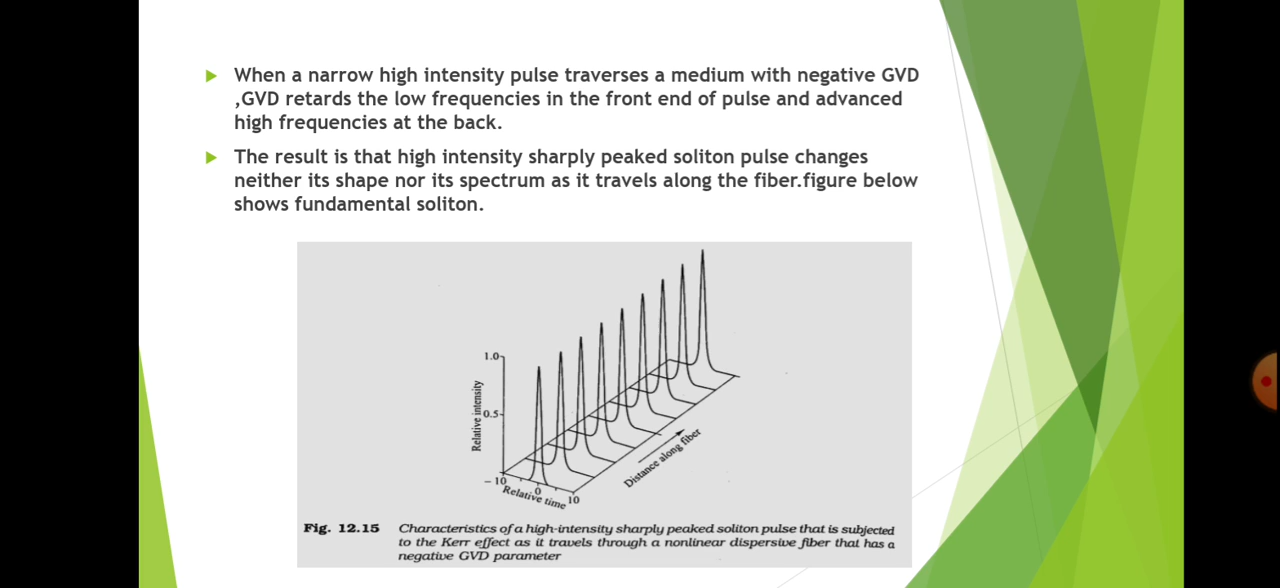 When a narrow high intensity pulse traverses a medium with negative GVD
,GVD retards the low frequencies in the front end of pulse and advanced
high frequencies at the back.
The result is that high intensity sharply peaked soliton pulse changes
neither its shape nor its spectrum as it travels along the fiber.figure below
shows fundamental soliton.
1.0
0.5
Relative intensity
-10
0
10
Relative time
Distance along fiber
Fig. 12.15 Characteristics of a high-intensity sharply peaked soliton pulse that is subjected
to the Kerr effect as it travels through a nonlinear dispersive fiber that has a
negative GVD parameter